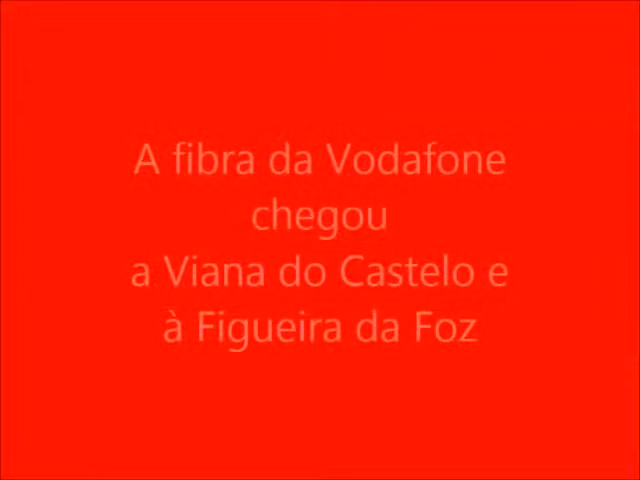 A fibra da Vodafone
chegou
a Viana do Castelo e
à Figueira da Foz